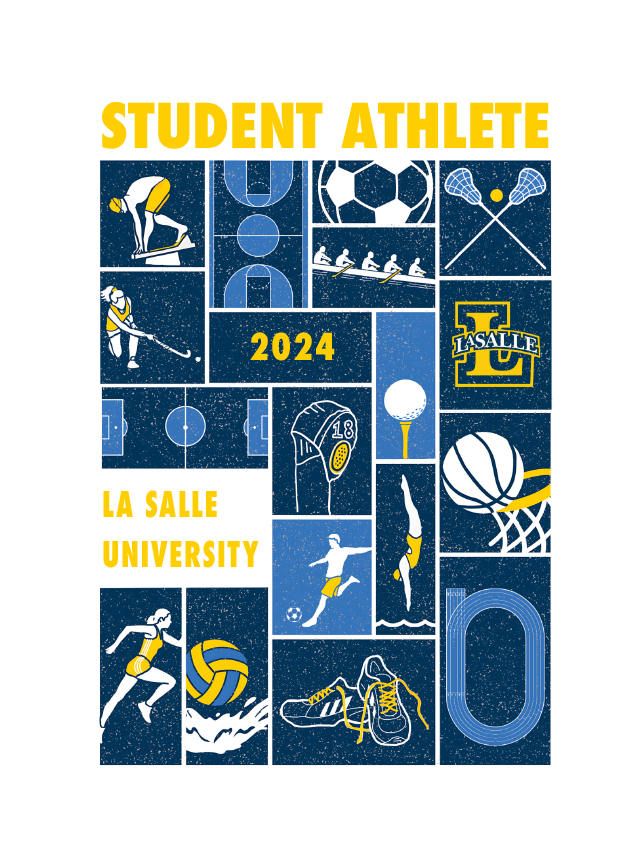 STUDENT ATHLETE
2024
LASALLE
18
LA SALLE
UNIVERSITY